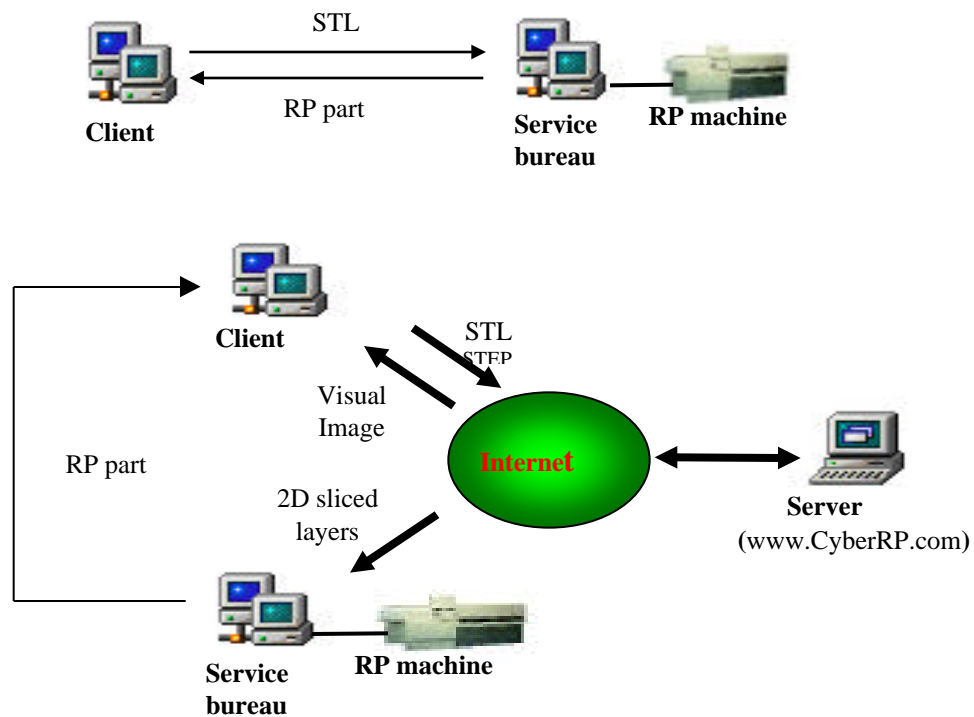 STL
RP part
Client
Service
bureau
RP machine
Client
STL
STEP
Visual
Image
Internet
RP part
2D sliced
layers
Server
(www.CyberRP.com)
Service
bureau
RP machine